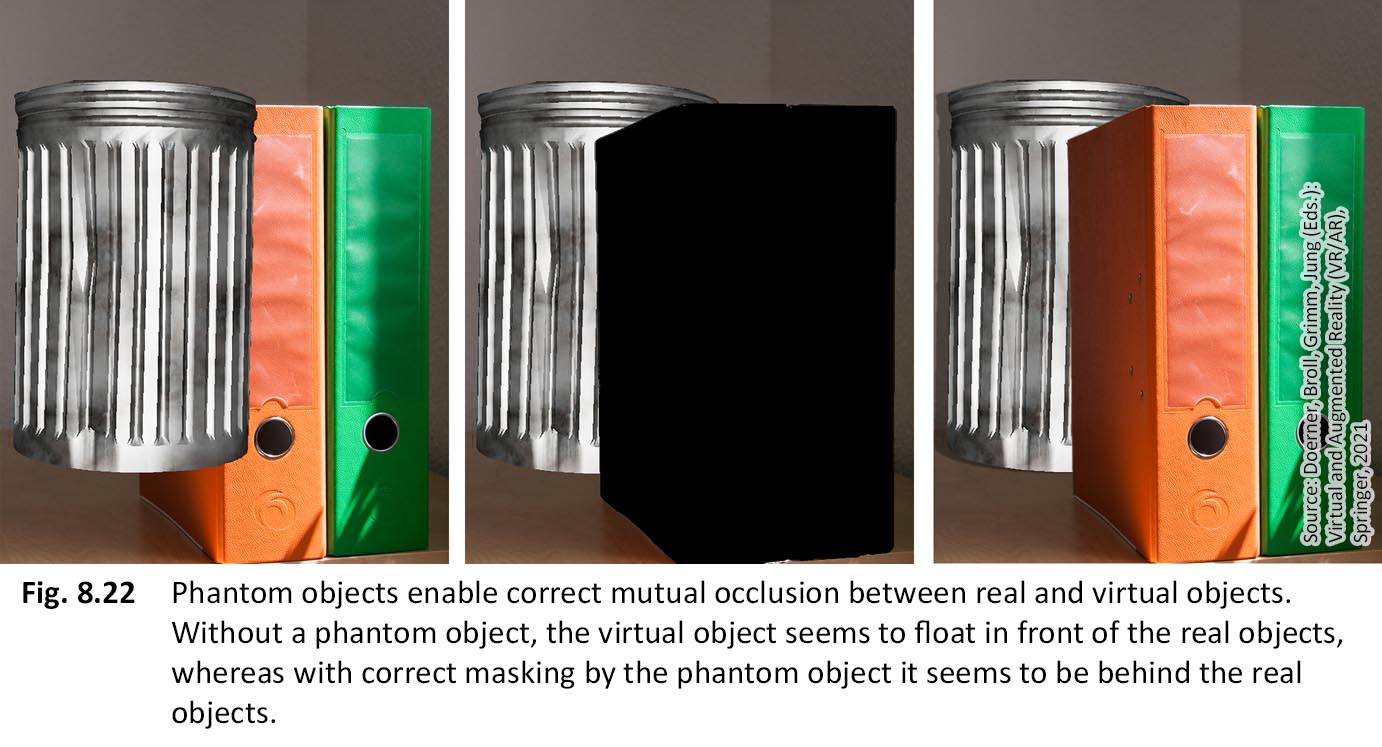 Source: Doerner, Broll, Grimm, Jung (Eds.):
Virtual and Augmented Reality (VR/AR),
Springer, 2021
Fig. 8.22 Phantom objects enable correct mutual occlusion between real and virtual objects.
Without a phantom object, the virtual object seems to float in front of the real objects,
whereas with correct masking by the phantom object it seems to be behind the real
objects.